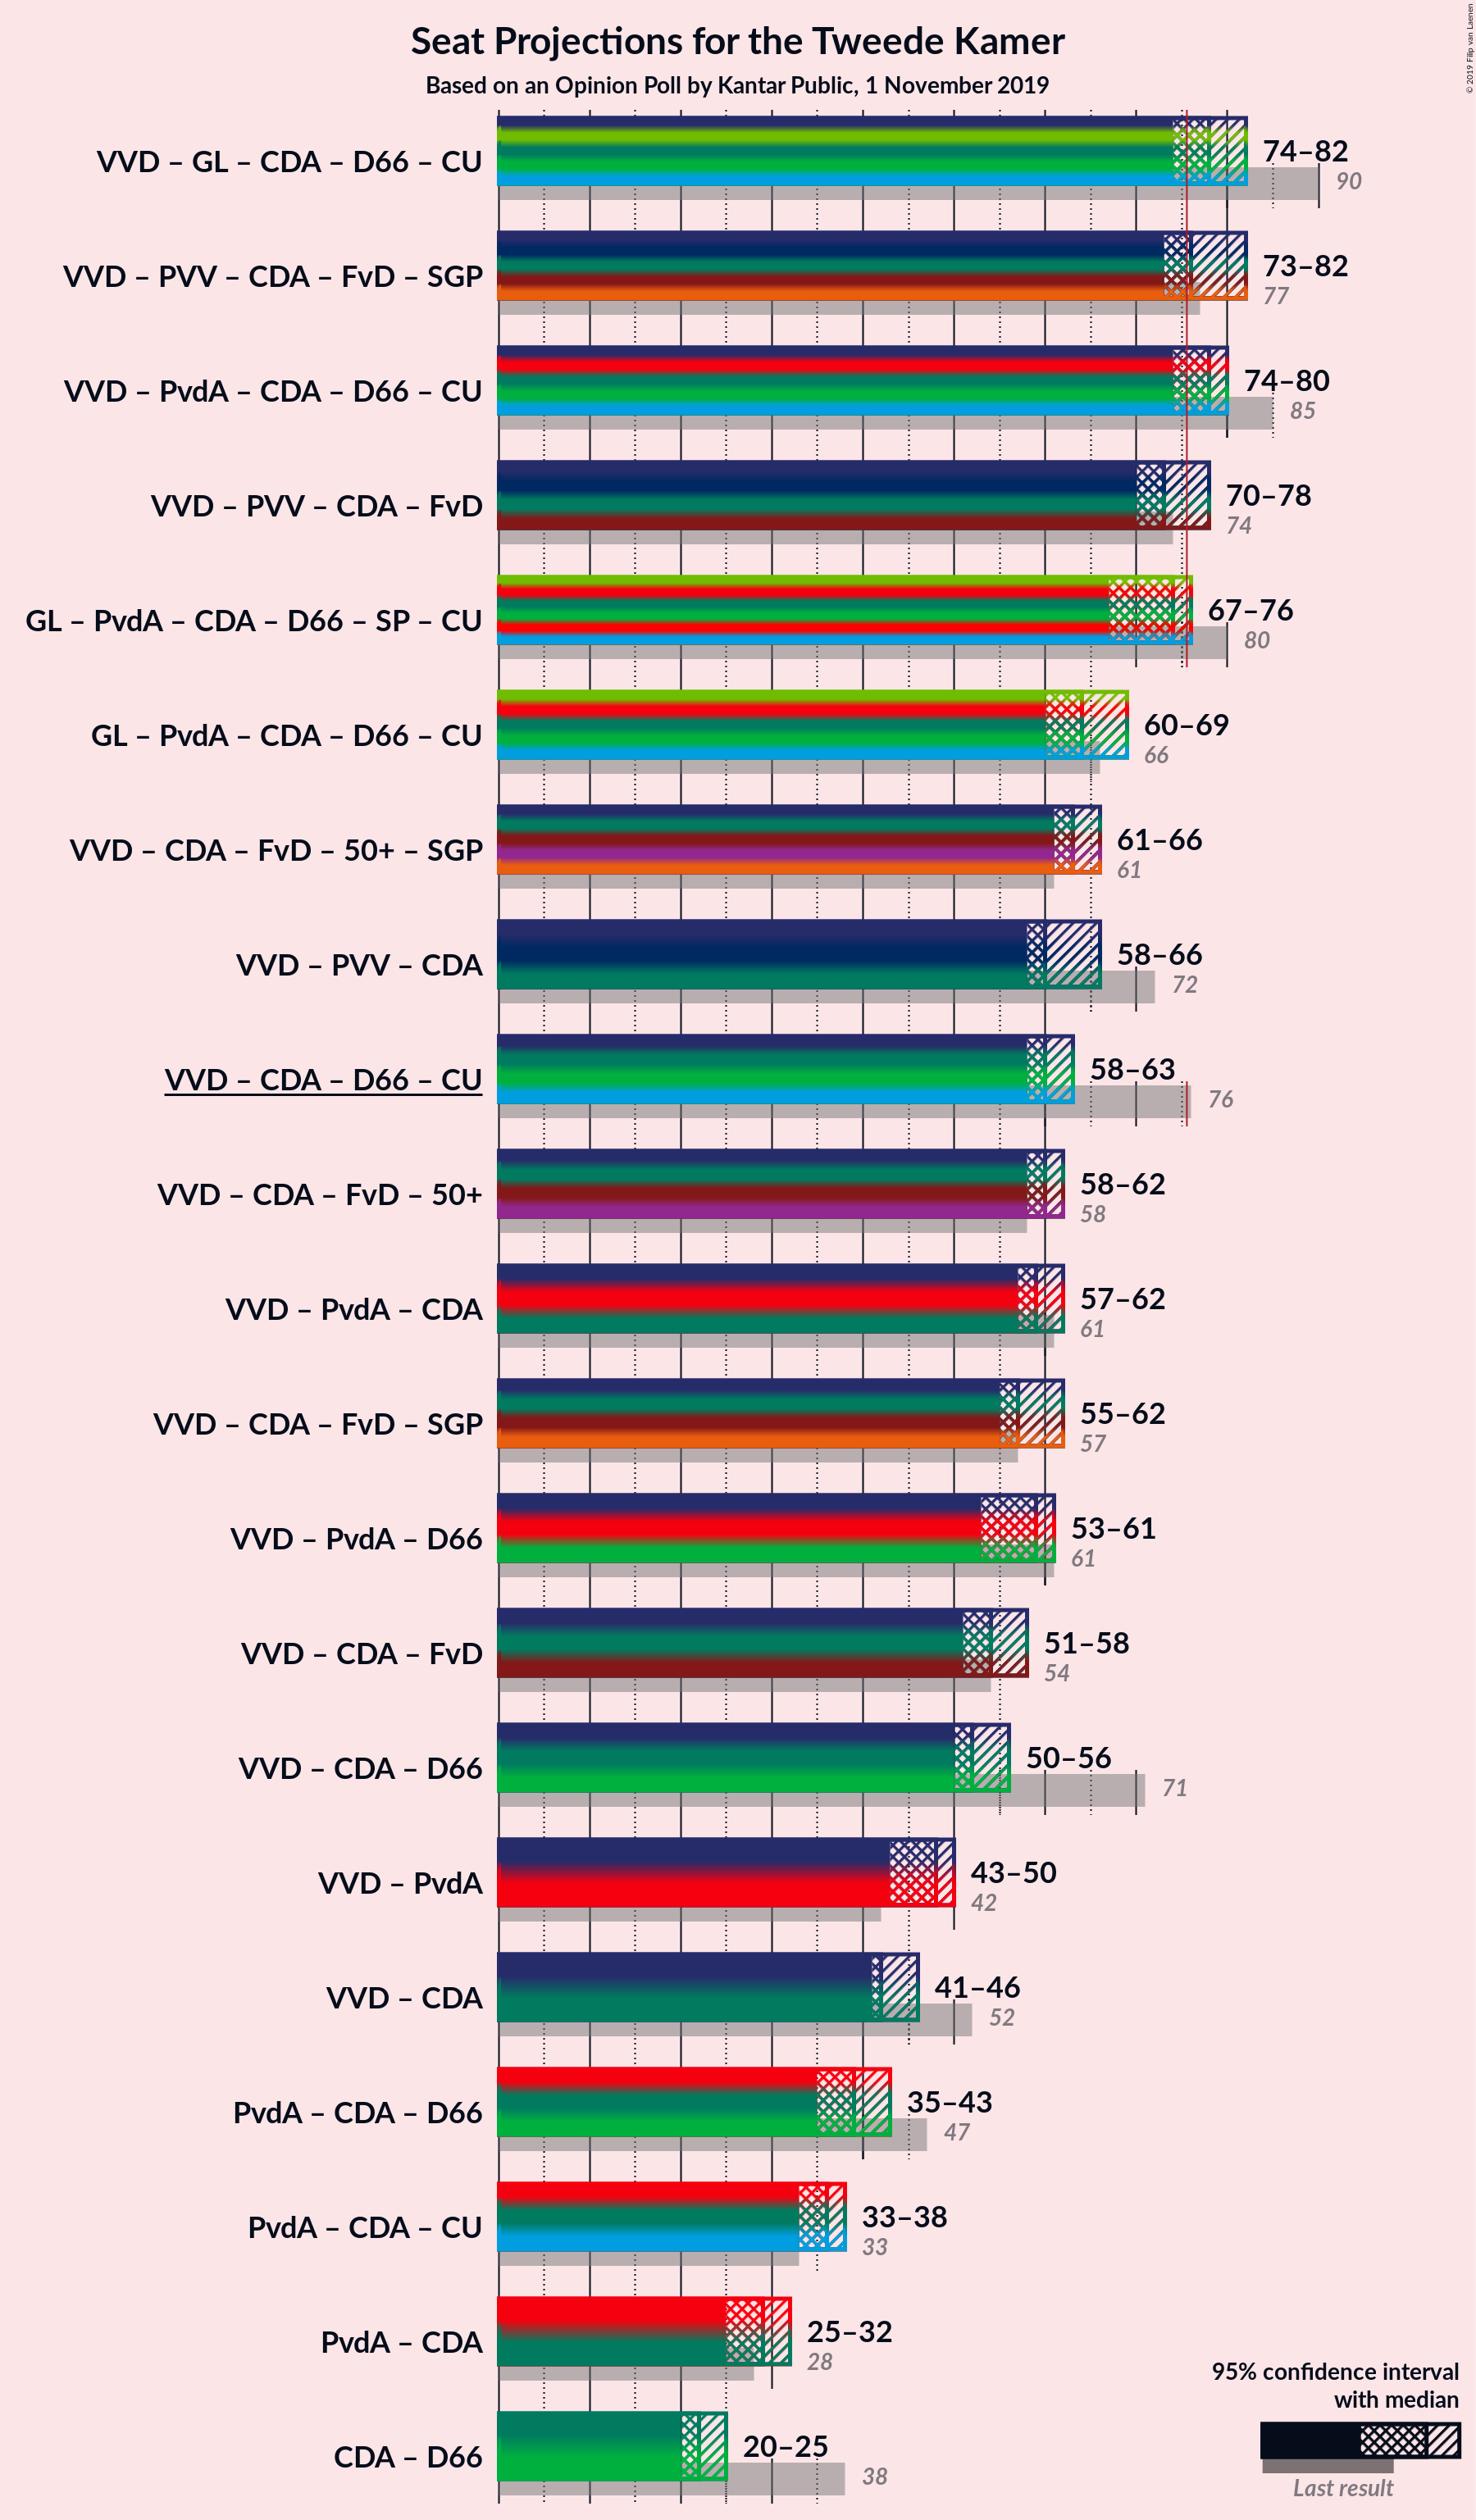 Seat Projections for the Tweede Kamer
Based on an Opinion Poll by Kantar Public, 1 November 2019
© 2019 Filip van Laenen
VVD – GL – CDA – D66 – CU
74–82
90
VVD – PVV – CDA – FvD – SGP
73–82
77
VVD – PvdA – CDA – D66 – CU
74–80
85
VVD – PVV – CDA – FvD
70–78
74
GL – PvdA – CDA – D66 – SP – CU
67–76
80
GL – PvdA – CDA – D66 – CU
60–69
66
VVD – CDA – FvD – 50+ – SGP
61–66
61
VVD – PVV – CDA
58–66
72
VVD – CDA – D66 – CU
58–63
76
VVD – CDA – FvD – 50+
58–62
58
VVD – PvdA – CDA
57–62
61
VVD – CDA – FvD – SGP
55–62
57
VVD – PvdA – D66
53–61
61
VVD – CDA – FvD
51–58
54
VVD – CDA – D66
50–56
71
VVD – PvdA
43–50
42
VVD – CDA
41–46
52
PvdA – CDA – D66
35–43
47
PvdA – CDA – CU
33–38
33
PvdA – CDA
25–32
28
CDA – D66
20–25
38
95% confidence interval
with median
Last result